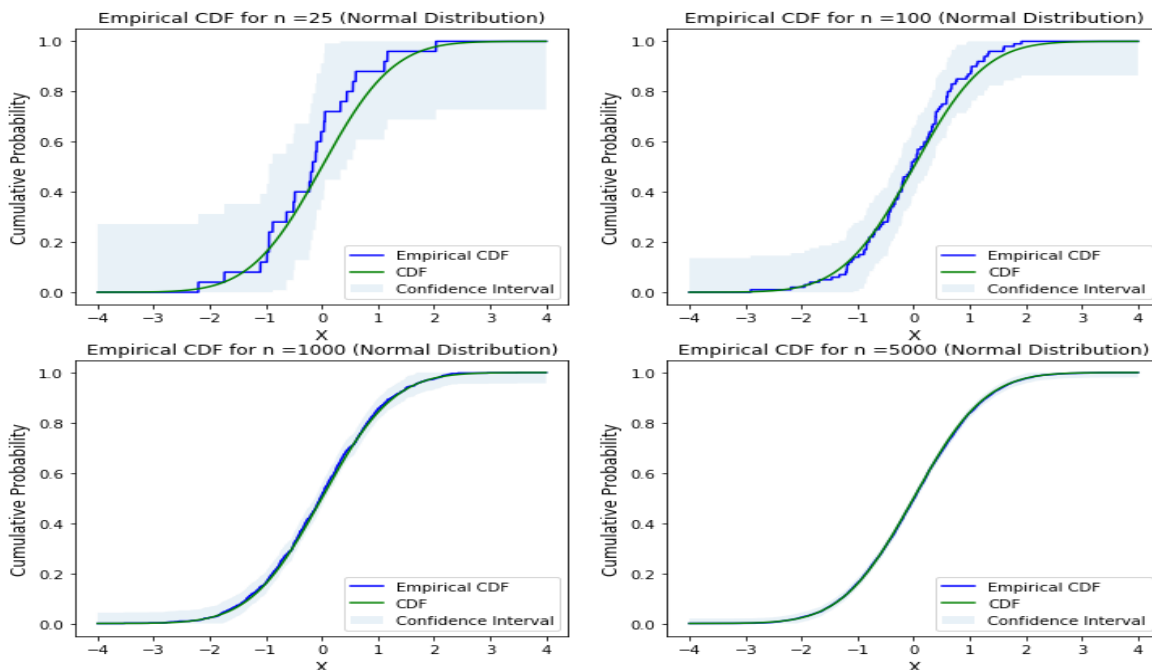 Empirical CDF for n =25 (Normal Distribution)
Cumulative Probability
1.0
0.8
0.6
0.4
0.2
0.0
Empirical CDF
CDF
Confidence Interval
−4 −3 −2 −1 0 1 2 3 4
X
Empirical CDF for n =100 (Normal Distribution)
Cumulative Probability
1.0
0.8
0.6
0.4
0.2
0.0
Empirical CDF
CDF
Confidence Interval
−4 −3 −2 −1 0 1 2 3 4
X
Empirical CDF for n =1000 (Normal Distribution)
Cumulative Probability
1.0
0.8
0.6
0.4
0.2
0.0
Empirical CDF
CDF
Confidence Interval
−4 −3 −2 −1 0 1 2 3 4
X
Empirical CDF for n =5000 (Normal Distribution)
Cumulative Probability
1.0
0.8
0.6
0.4
0.2
0.0
Empirical CDF
CDF
Confidence Interval
−4 −3 −2 −1 0 1 2 3 4
X